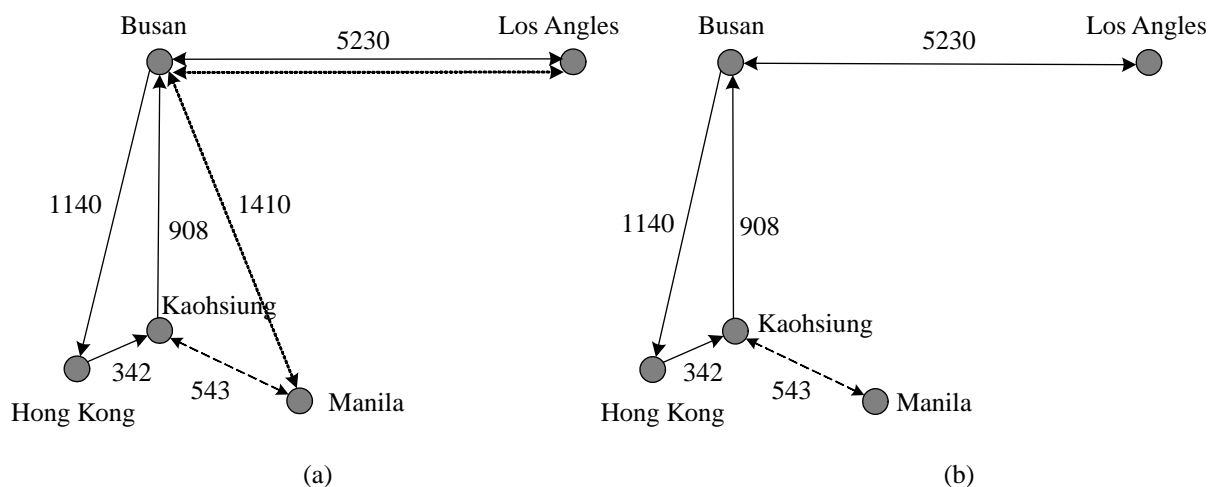 Busan
Los Angles
5230
1140
908
1410
Kaohsiung
342
543
Hong Kong
Manila
(a)
Busan
Los Angles
5230
1140
908
Kaohsiung
342
543
Hong Kong
Manila
(b)